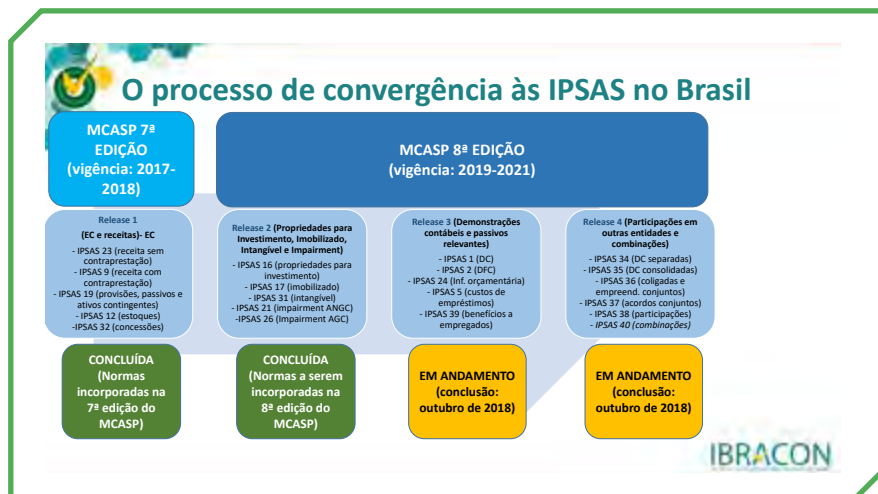 O processo de convergência às IPSAS no Brasil
MCASP 7ª
EDIÇÃO
(vigência: 2017-
2018)
MCASP 8ª EDIÇÃO
(vigência: 2019-2021)
Release 1
(EC e receitas)- EC
- IPSAS 23 (receita sem
contraprestação)
- IPSAS 9 (receita com
contraprestação)
- IPSAS 19 (provisões, passivos e
ativos contingentes)
- IPSAS 12 (estoques)
-IPSAS 32 (concessões)
Release 2 (Propriedades para
Investimento, Imobilizado,
Intangível e Impairment)
- IPSAS 16 (propriedades para
investimento)
- IPSAS 17 (imobilizado)
- IPSAS 31 (intangível)
- IPSAS 21 (impairment ANGC)
-IPSAS 26 (Impairment AGC)
Release 3 (Demonstrações
contábeis e passivos
relevantes)
- IPSAS 1 (DC)
- IPSAS 2 (DFC)
- IPSAS 24 (Inf. orçamentária)
- IPSAS 5 (custos de
empréstimos)
- IPSAS 39 (benefícios a
empregados)
Release 4 (Participações em
outras entidades e
combinações)
- IPSAS 34 (DC separadas)
- IPSAS 35 (DC consolidadas)
- IPSAS 36 (coligadas e
empreend. conjuntos)
- IPSAS 37 (acordos conjuntos)
- IPSAS 38 (participações)
- IPSAS 40 (combinações)
CONCLUÍDA
(Normas
incorporadas na
7ª edição do
MCASP)
CONCLUÍDA
(Normas a serem
incorporadas na
8ª edição do
MCASP)
EM ANDAMENTO
(conclusão:
outubro de 2018)
EM ANDAMENTO
(conclusão:
outubro de 2018)
IBRACON